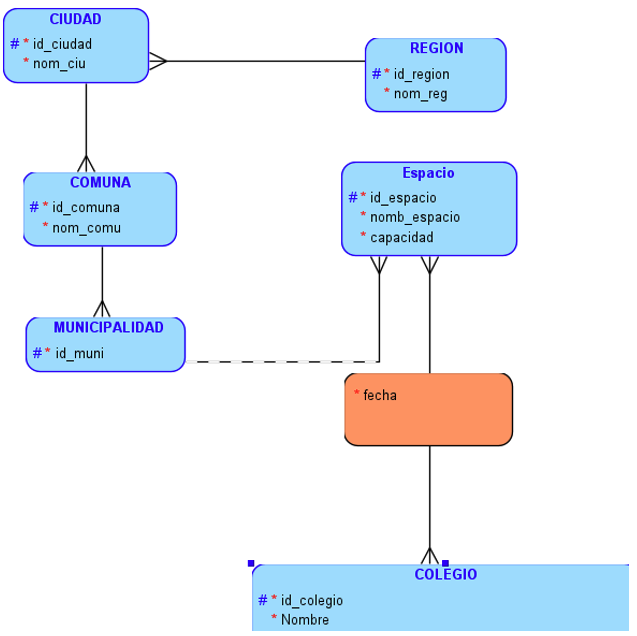 CIUDAD
# * id_ciudad
* nom_ciu
REGION
# * id_region
* nom_reg
COMUNA
# * id_comuna
* nom_comu
Espacio
# * id_espacio
* nomb_espacio
* capacidad
MUNICIPALIDAD
# * id_muni
* fecha
COLEGIO
# * id_colegio
* Nombre